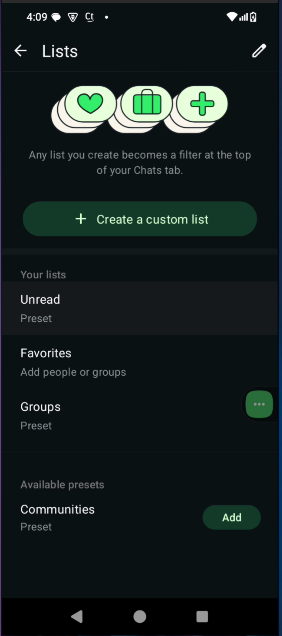 4:09
Lists
Any list you create becomes a filter at the top
of your Chats tab.
+ Create a custom list
Your lists
Unread
Preset
Favorites
Add people or groups
Groups
Preset
Available presets
Communities
Preset
Add